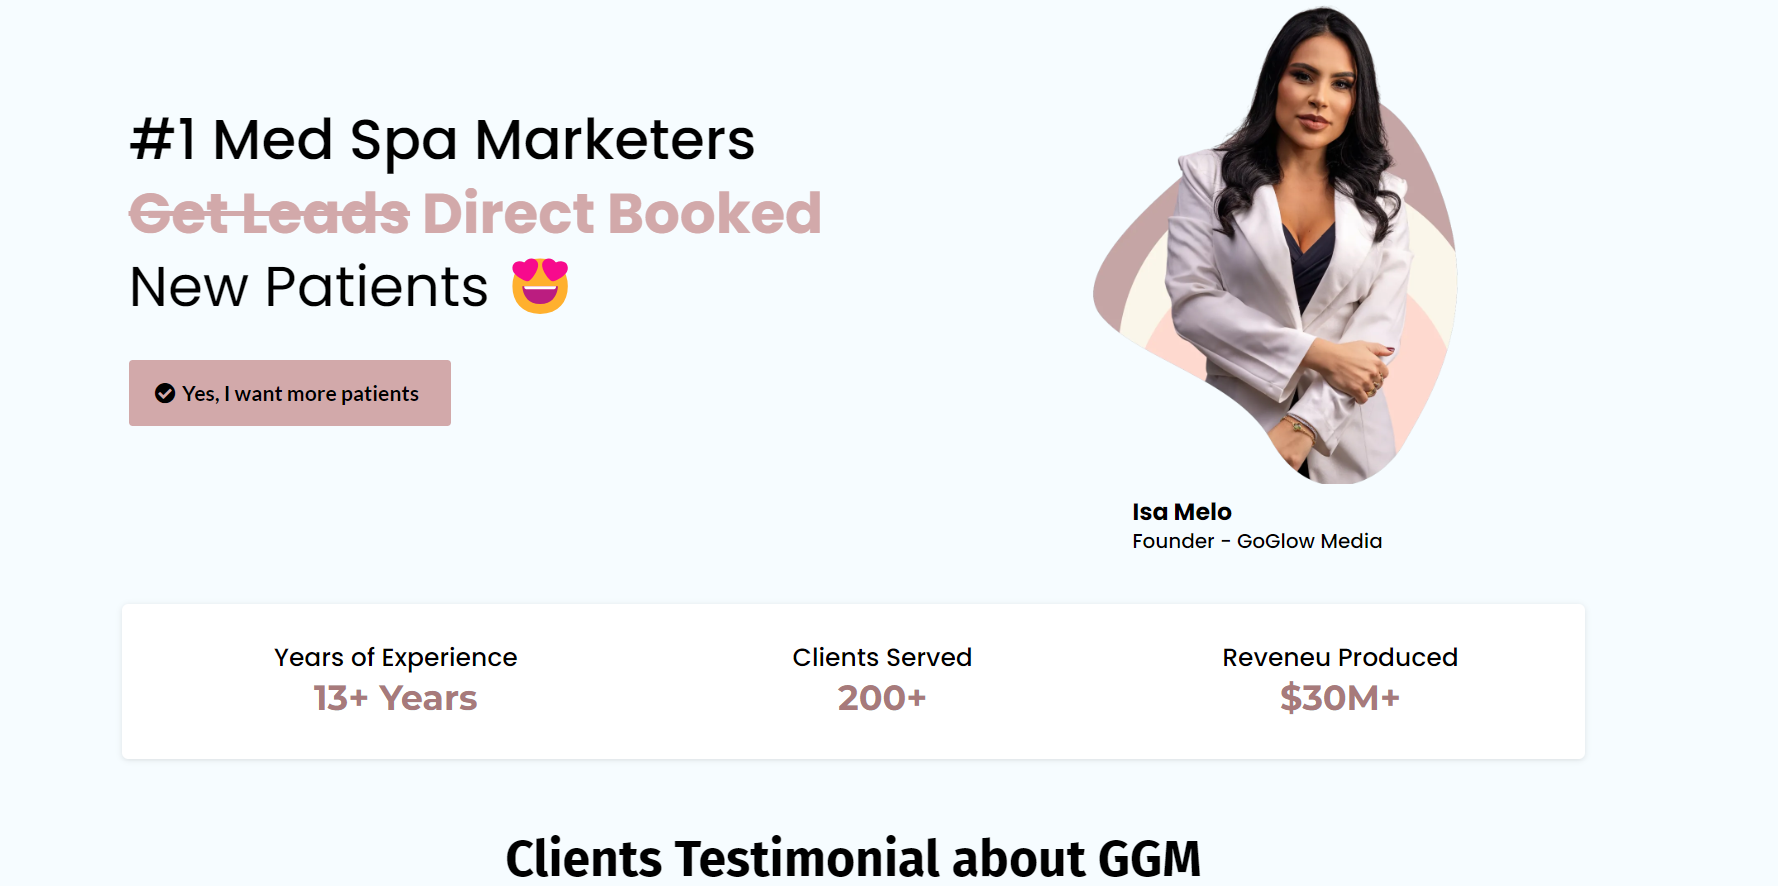 #1 Med Spa Marketers
Get Leads Direct Booked
New Patients 😍
Yes, I want more patients
Isa Melo
Founder - GoGlow Media
Years of Experience
13+ Years
Clients Served
200+
Reveneu Produced
$30M+
Clients Testimonial about GGM